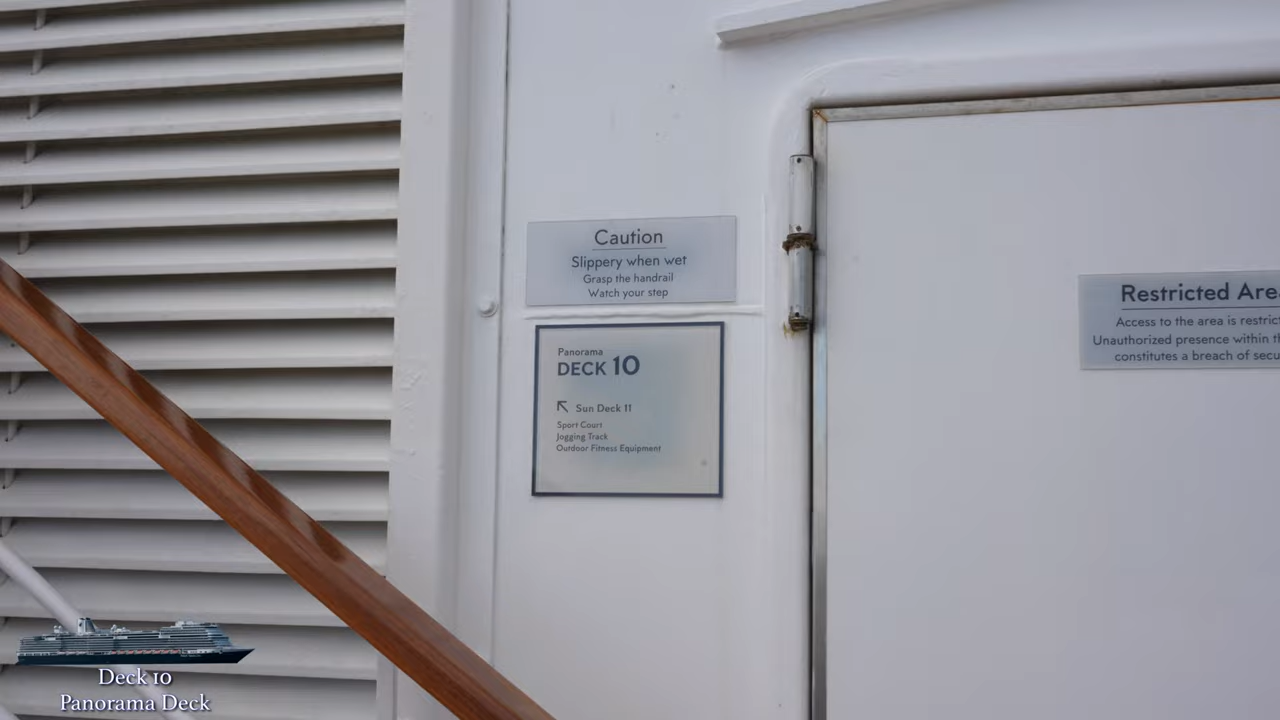 Caution
Slippery when wet
Grasp the handrail
Watch your step
Panorama
DECK 10
Sun Deck 11
Sport Court
Jogging Track
Outdoor Fitness Equipment
Restricted Are
Access to the area is restric
Unauthorized presence within th
constitutes a breach of secu
Deck 10
Panorama Deck